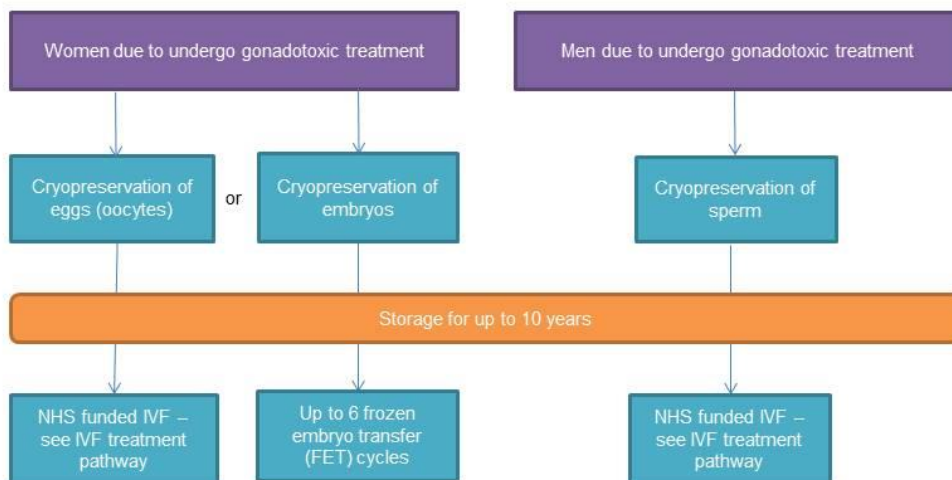 Women due to undergo gonadotoxic treatment
Men due to undergo gonadotoxic treatment
Cryopreservation of
eggs (oocytes)
or
Cryopreservation of
embryos
Cryopreservation of
sperm
Storage for up to 10 years
NHS funded IVF –
see IVF treatment
pathway
Up to 6 frozen
embryo transfer
(FET) cycles
NHS funded IVF –
see IVF treatment
pathway